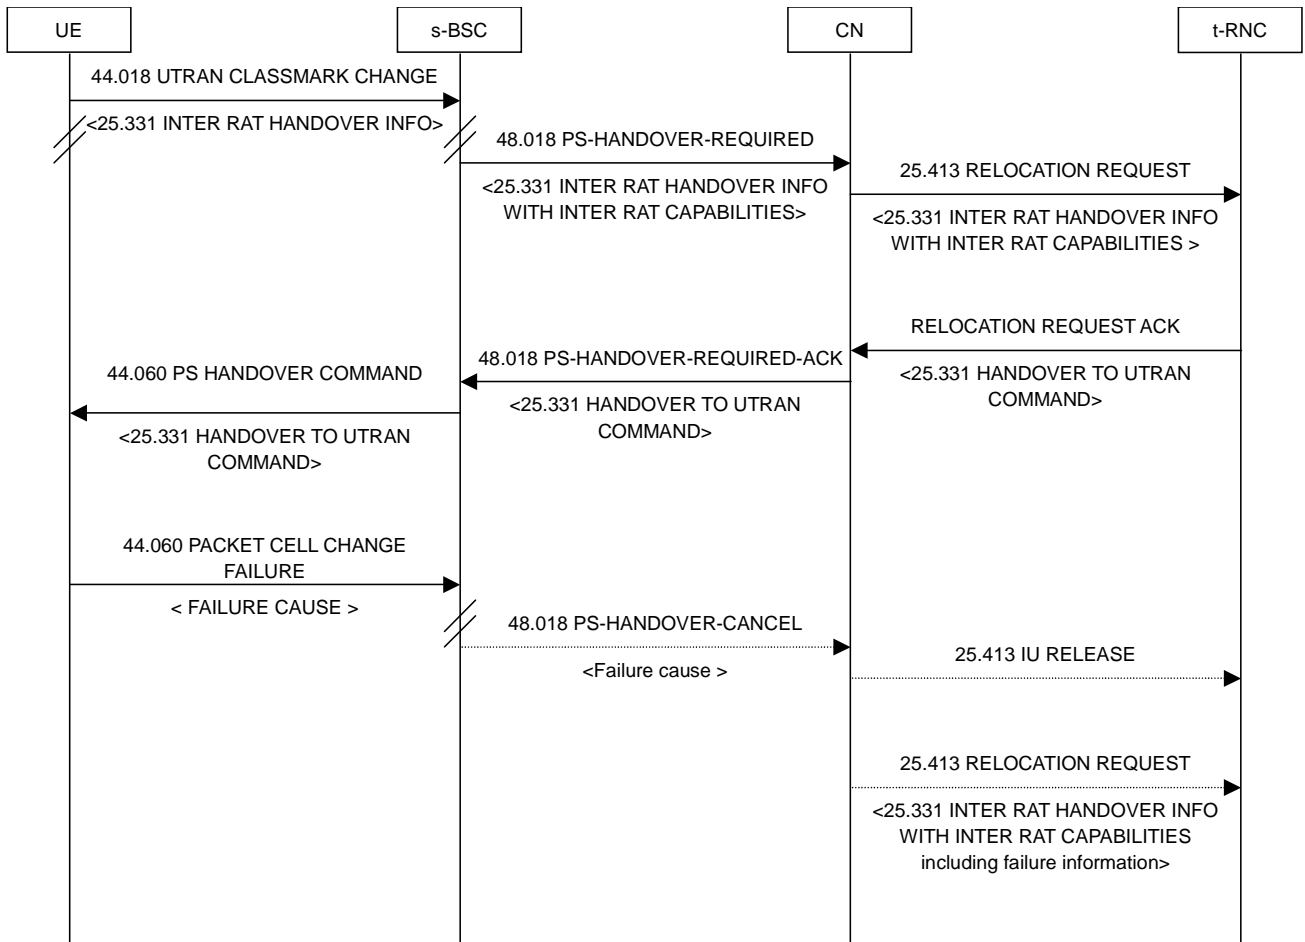 UE
s-BSC
CN
t-RNC
44.018 UTRAN CLASSMARK CHANGE
<25.331 INTER RAT HANDOVER INFO>
48.018 PS-HANDOVER-REQUIRED
<25.331 INTER RAT HANDOVER INFO
WITH INTER RAT CAPABILITIES>
25.413 RELOCATION REQUEST
<25.331 INTER RAT HANDOVER INFO
WITH INTER RAT CAPABILITIES >
RELOCATION REQUEST ACK
<25.331 HANDOVER TO UTRAN
COMMAND>
48.018 PS-HANDOVER-REQUIRED-ACK
<25.331 HANDOVER TO UTRAN
COMMAND>
44.060 PS HANDOVER COMMAND
<25.331 HANDOVER TO UTRAN
COMMAND>
44.060 PACKET CELL CHANGE
FAILURE
< FAILURE CAUSE >
48.018 PS-HANDOVER-CANCEL
<Failure cause >
25.413 IU RELEASE
25.413 RELOCATION REQUEST
<25.331 INTER RAT HANDOVER INFO
WITH INTER RAT CAPABILITIES
including failure information>